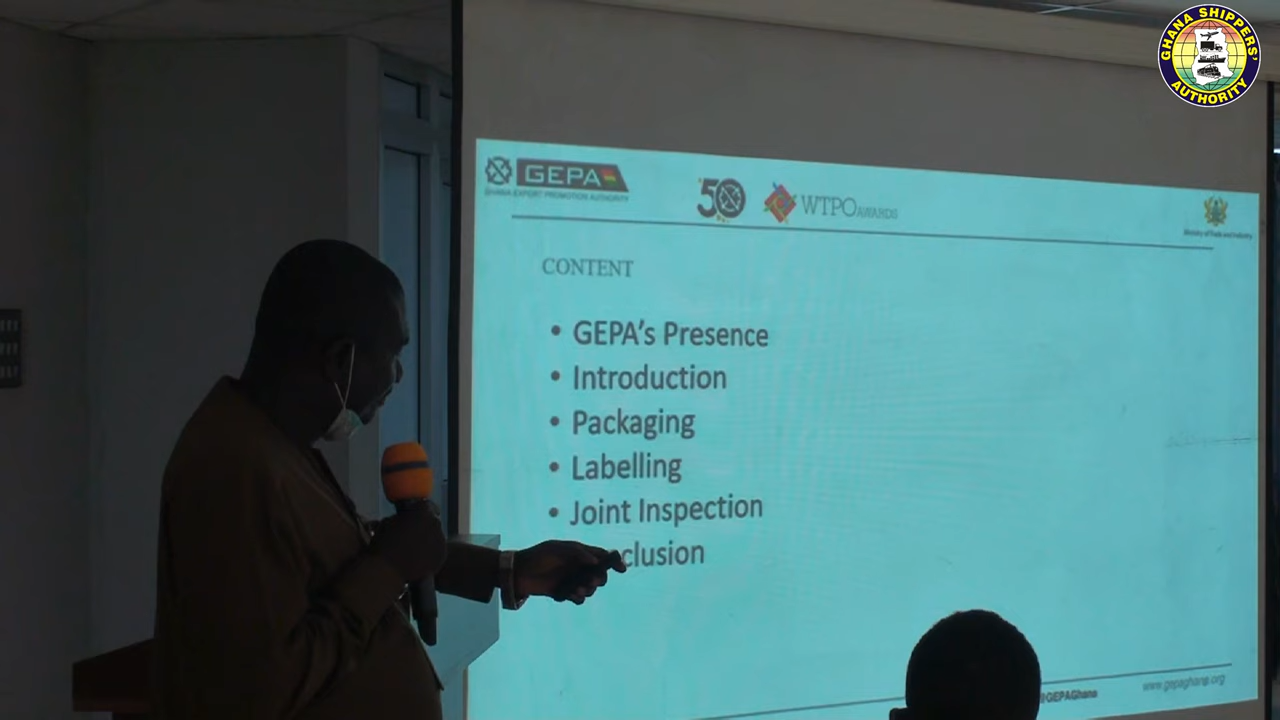 GHANA SHIPPERS' AUTHORITY
GEPA
GHANA EXPORT PROMOTION AUTHORITY
50
WTPO AWARDS
Ministry of Trade and Industry
CONTENT
• GEPA's Presence
• Introduction
• Packaging
• Labelling
• Joint Inspection
clusion
@GEPAGhana
www.gepaghana.org